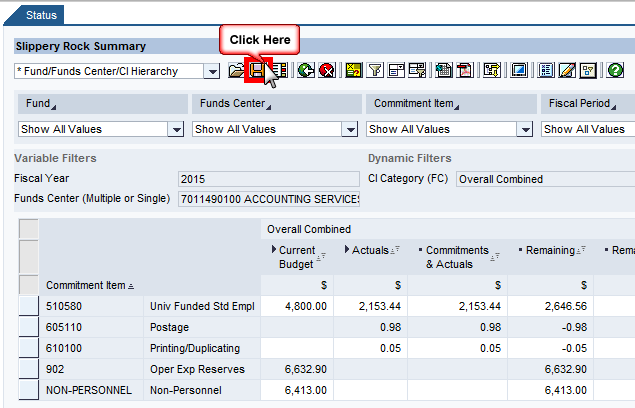 Status
Slippery Rock Summary
Click Here
* Fund/Funds Center/CI Hierarchy
Fund Funds Center Commitment Item Fiscal Period
Show All Values Show All Values Show All Values Show All Values
Variable Filters Dynamic Filters
Fiscal Year 2015 CI Category (FC) Overall Combined
Funds Center (Multiple or Single) 7011490100 ACCOUNTING SERVICES
Overall Combined
Current Budget Actuals Commitments & Actuals Remaining Rema
Commitment Item $ $ $ $
510580 Univ Funded Std Empl 4,800.00 2,153.44 2,153.44 2,646.56
605110 Postage 0.98 0.98 -0.98
610100 Printing/Duplicating 0.05 0.05 -0.05
902 Oper Exp Reserves 6,632.90 6,632.90
NON-PERSONNEL Non-Personnel 6,413.00 6,413.00